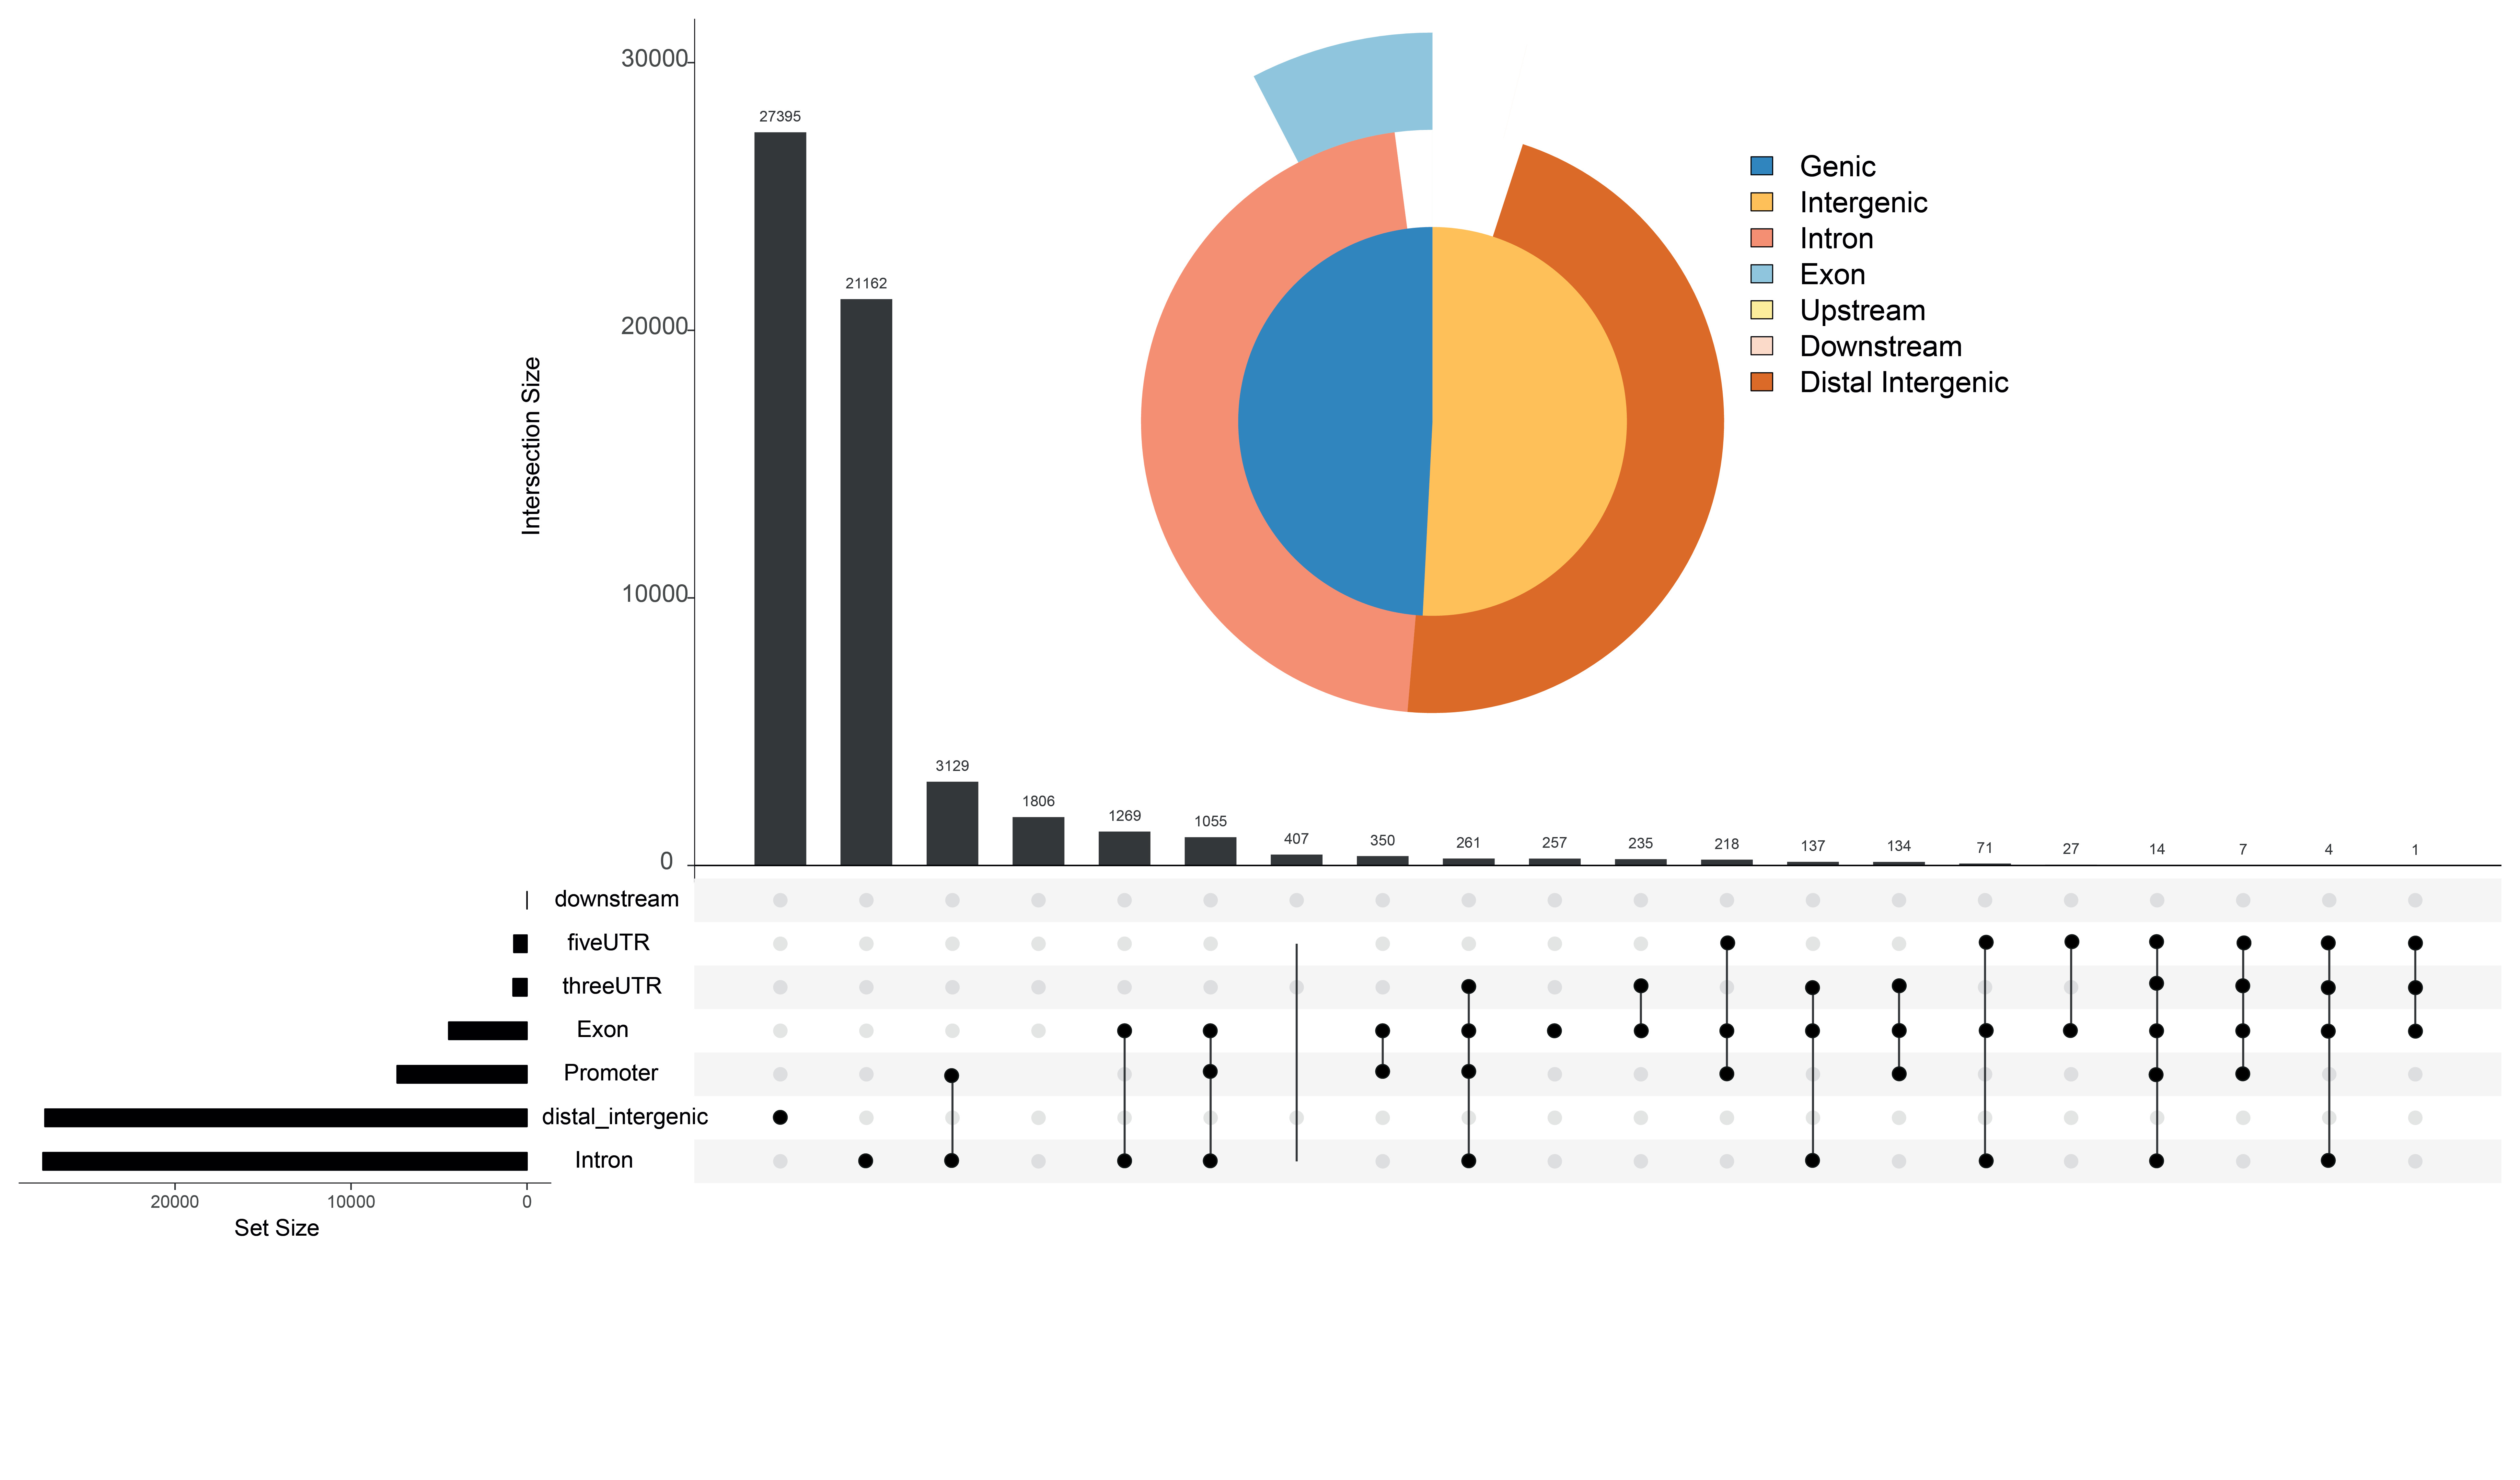 30000
20000
10000
0
Intersection Size
27395
21162
3129
1806
1269
1055
407
350
261
257
235
218
137
134
71
27
14
7
4
1
Genic
Intergenic
Intron
Exon
Upstream
Downstream
Distal Intergenic
downstream
fiveUTR
threeUTR
Exon
Promoter
distal_intergenic
Intron
20000 10000 0
Set Size